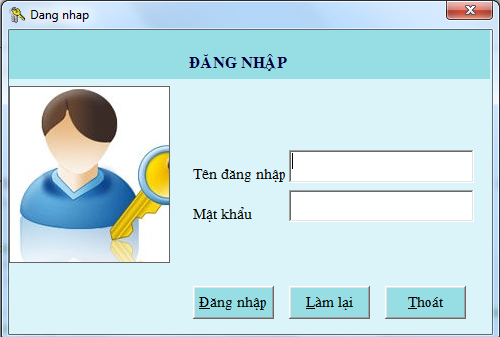 Dang nhap
ĐĂNG NHẬP
Tên đăng nhập
Mật khẩu
Đăng nhập Làm lại Thoát